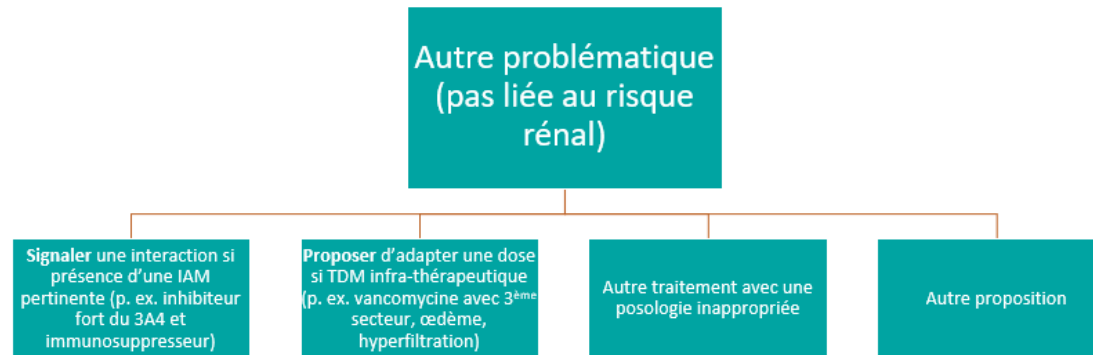 Autre problématique
(pas liée au risque
rénal)
Signaler une interaction si
présence d'une IAM
pertinente (p. ex. inhibiteur
fort du 3A4 et
immunosuppresseur)
Proposer d'adapter une dose
si TDM infra-thérapeutique
(p. ex. vancomycine avec 3ème
secteur, œdème,
hyperfiltration)
Autre traitement avec une
posologie inappropriée
Autre proposition